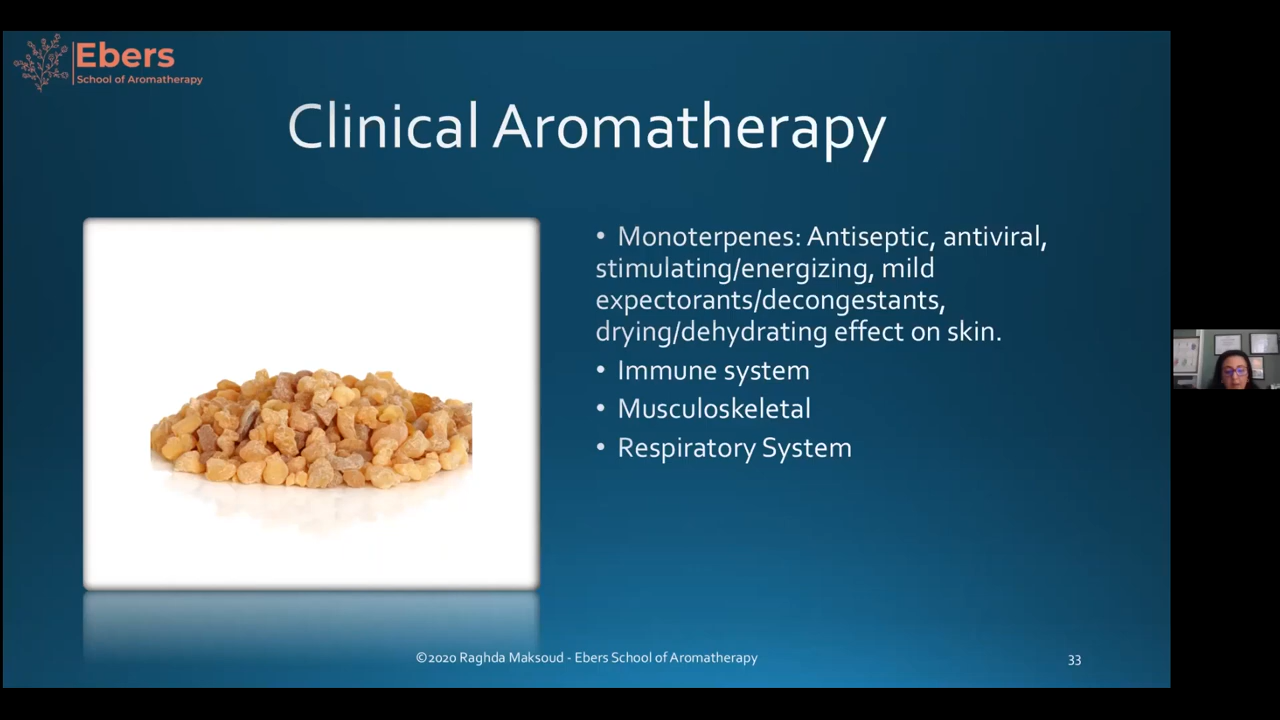 Ebers
School of Aromatherapy
Clinical Aromatherapy
• Monoterpenes: Antiseptic, antiviral,
stimulating/energizing, mild
expectorants/decongestants,
drying/dehydrating effect on skin.
• Immune system
• Musculoskeletal
• Respiratory System
©2020 Raghda Maksoud - Ebers School of Aromatherapy
33